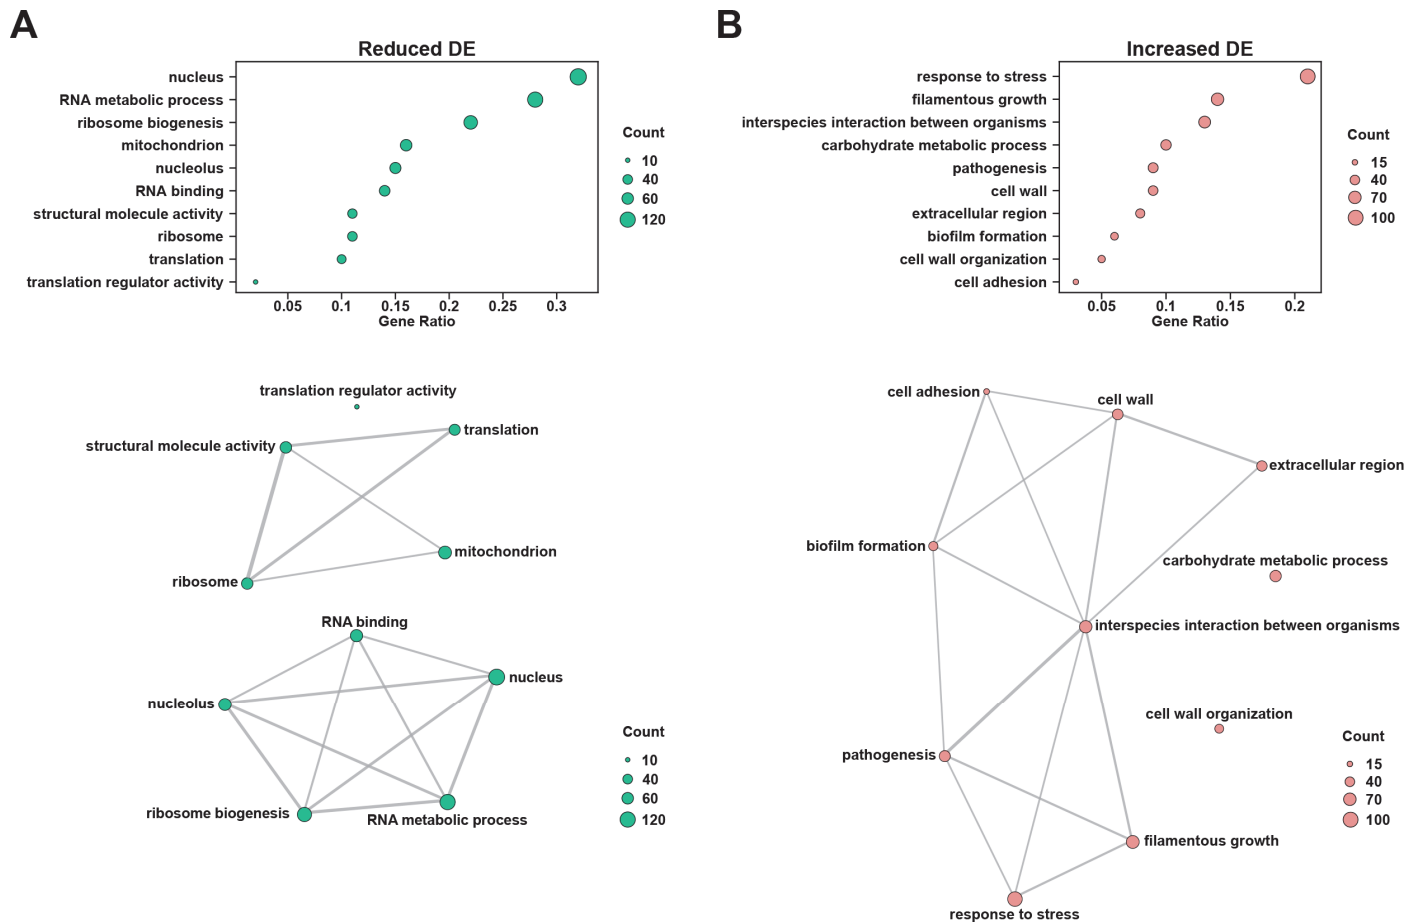 A
Reduced DE
nucleus
RNA metabolic process
ribosome biogenesis
mitochondrion
nucleolus
RNA binding
structural molecule activity
ribosome
translation
translation regulator activity
0.05 0.1 0.15 0.2 0.25 0.3
Gene Ratio
Count
10
40
60
120
translation regulator activity
translation
structural molecule activity
mitochondrion
ribosome
RNA binding
nucleus
nucleolus
ribosome biogenesis
RNA metabolic process
Count
10
40
60
120
B
Increased DE
response to stress
filamentous growth
interspecies interaction between organisms
carbohydrate metabolic process
pathogenesis
cell wall
extracellular region
biofilm formation
cell wall organization
cell adhesion
0.05 0.1 0.15 0.2
Gene Ratio
Count
15
40
70
100
cell adhesion
cell wall
extracellular region
biofilm formation
carbohydrate metabolic process
interspecies interaction between organisms
cell wall organization
pathogenesis
filamentous growth
response to stress
Count
15
40
70
100